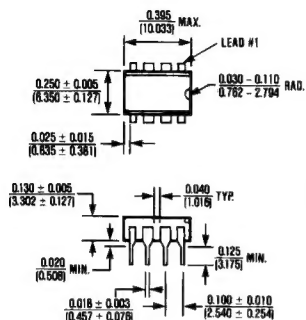 0.395
(10.033) MAX.
LEAD #1
0.250 ± 0.005
(6.350 ± 0.127)
0.030 – 0.110
0.762 – 2.794 RAD.
0.025 ± 0.015
(0.635 ± 0.381)
0.130 ± 0.005
(3.302 ± 0.127)
0.040
(1.016) TYP.
0.020
(0.508) MIN.
0.125
(3.175) MIN.
0.018 ± 0.003
(0.457 ± 0.076)
0.100 ± 0.010
(2.540 ± 0.254)